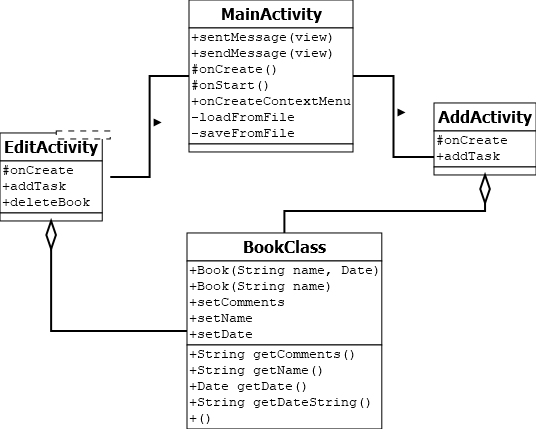 MainActivity
+sentMessage(view)
+sendMessage(view)
#onCreate()
#onStart()
+onCreateContextMenu
-loadFromFile
-saveFromFile
AddActivity
#onCreate
+addTask
EditActivity
#onCreate
+addTask
+deleteBook
BookClass
+Book(String name, Date)
+Book(String name)
+setComments
+setName
+setDate
+String getComments()
+String getName()
+Date getDate()
+String getDateString()
+()